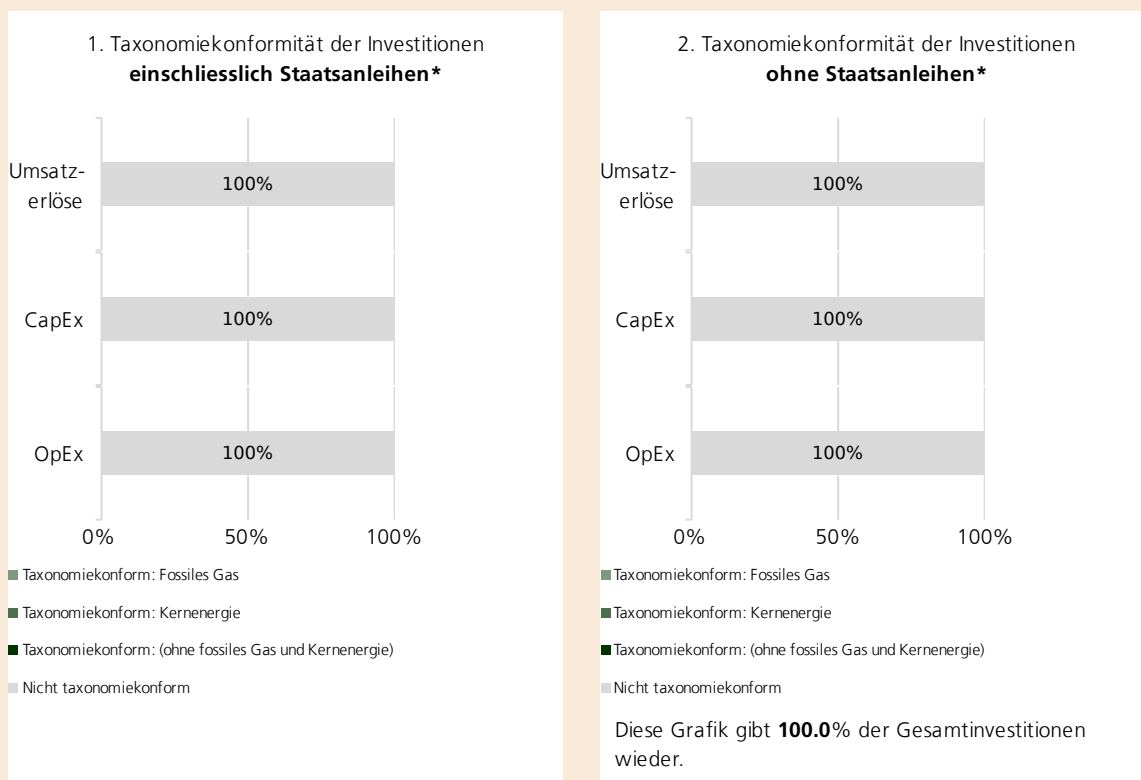 1. Taxonomiekonformität der Investitionen
einschliesslich Staatsanleihen*
Umsatz-
erlöse
100%
CapEx
100%
OpEx
100%
0% 50% 100%
Taxonomiekonform: Fossiles Gas
Taxonomiekonform: Kernenergie
Taxonomiekonform: (ohne fossiles Gas und Kernenergie)
Nicht taxonomiekonform
2. Taxonomiekonformität der Investitionen
ohne Staatsanleihen*
Umsatz-
erlöse
100%
CapEx
100%
OpEx
100%
0% 50% 100%
Taxonomiekonform: Fossiles Gas
Taxonomiekonform: Kernenergie
Taxonomiekonform: (ohne fossiles Gas und Kernenergie)
Nicht taxonomiekonform
Diese Grafik gibt 100.0% der Gesamtinvestitionen
wieder.